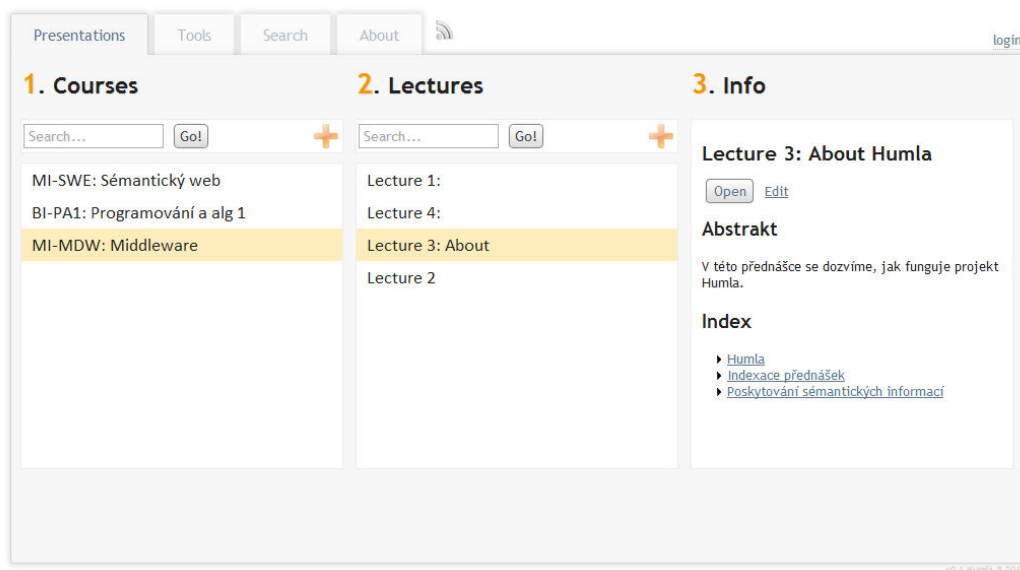 Presentations
Tools
Search
About
login
1. Courses
Search...
Go!
MI-SWE: Sémantický web
BI-PA1: Programování a alg 1
MI-MDW: Middleware
2. Lectures
Search...
Go!
Lecture 1:
Lecture 4:
Lecture 3: About
Lecture 2
3. Info
Lecture 3: About Humla
Open Edit
Abstrakt
V této přednášce se dozvíme, jak funguje projekt
Humla.
Index
Humla
Indexace přednášek
Poskytování sémantických informací